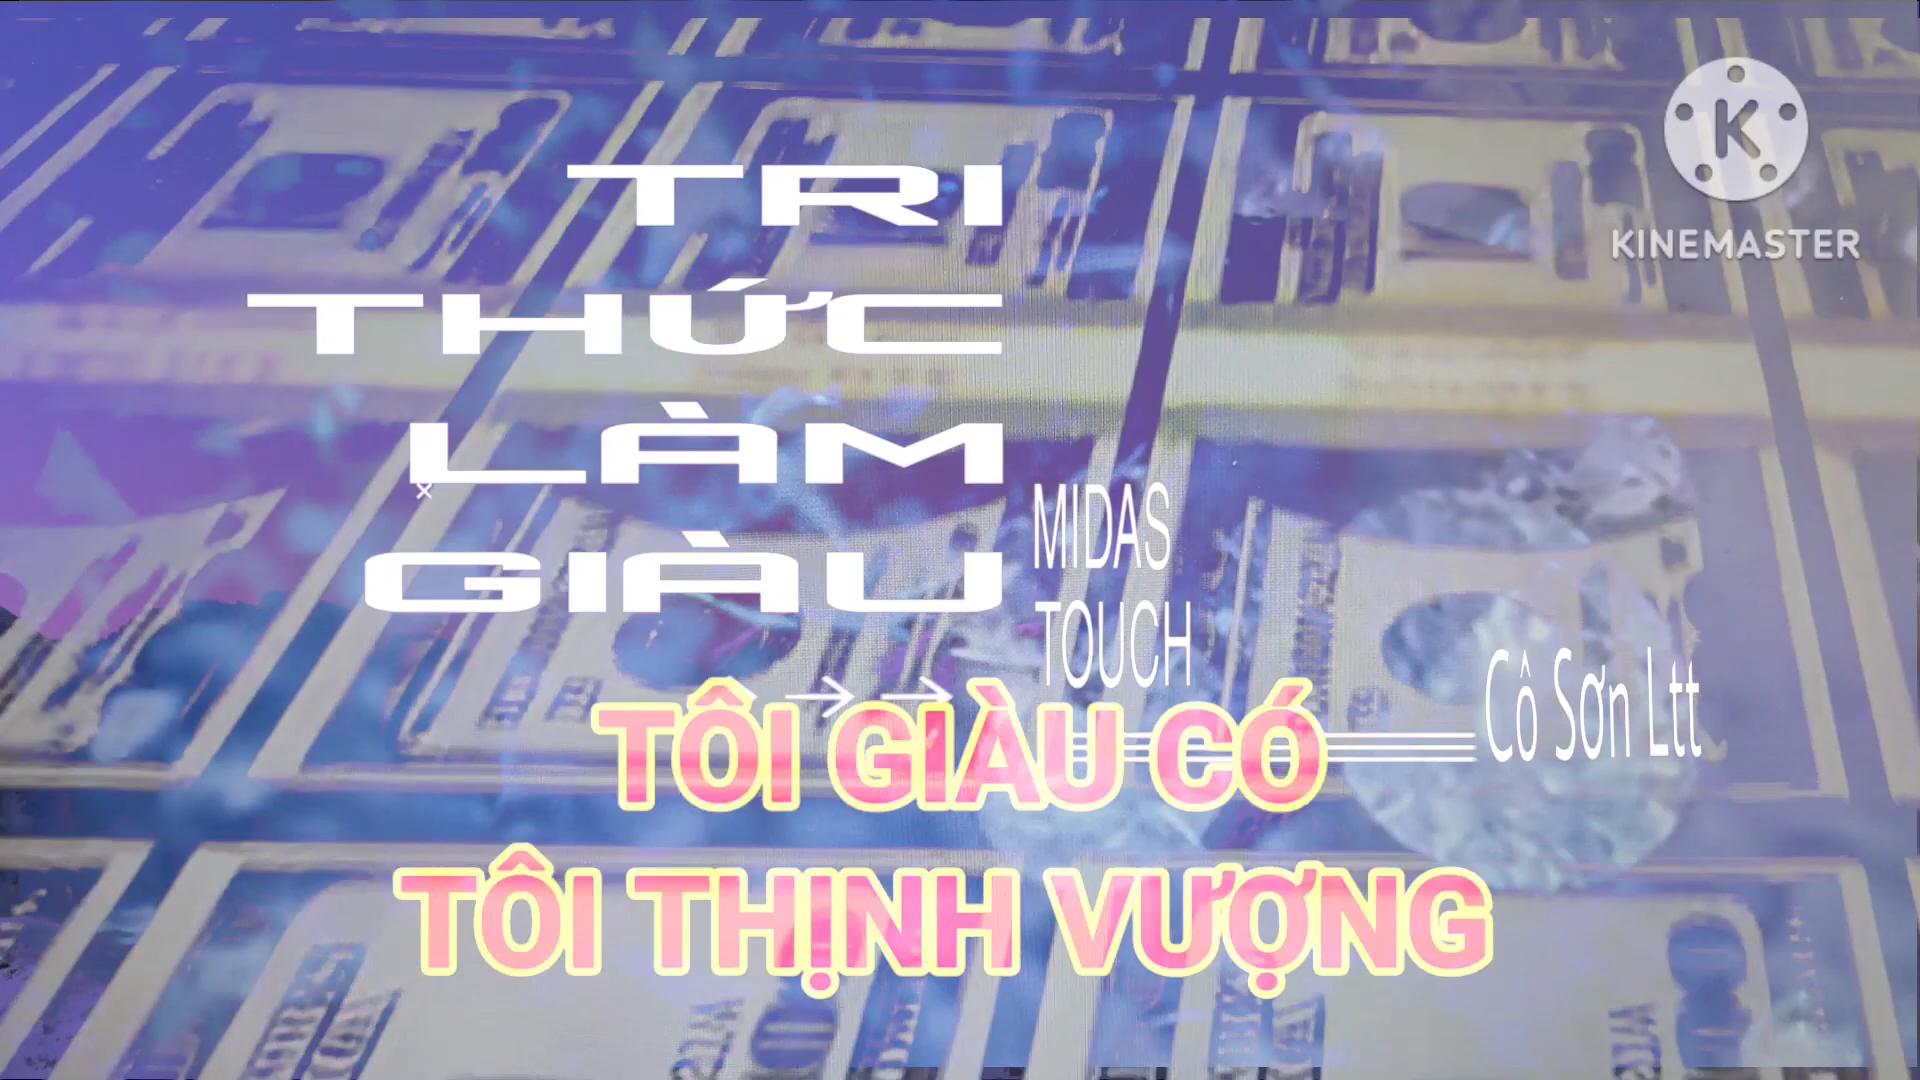 TRI
THỨC
LÀM
GIÀU
MIDAS
TOUCH
Cô Sơn Ltt
TÔI GIÀU CÓ
TÔI THỊNH VƯỢNG
KINEMASTER